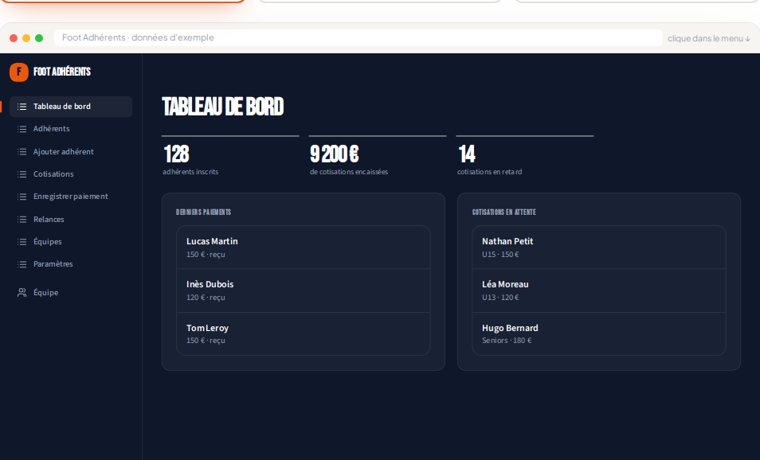 Foot Adhérents · données d'exemple
clique dans le menu ↓
F
FOOT ADHÉRENTS
Tableau de bord
Adhérents
Ajouter adhérent
Cotisations
Enregistrer paiement
Relances
Équipes
Paramètres
Équipe
TABLEAU DE BORD
128
adhérents inscrits
9 200 €
de cotisations encaissées
14
cotisations en retard
DERNIERS PAIEMENTS
Lucas Martin
150 € · reçu
Inès Dubois
120 € · reçu
Tom Leroy
150 € · reçu
COTISATIONS EN ATTENTE
Nathan Petit
U15 · 150 €
Léa Moreau
U13 · 120 €
Hugo Bernard
Seniors · 180 €